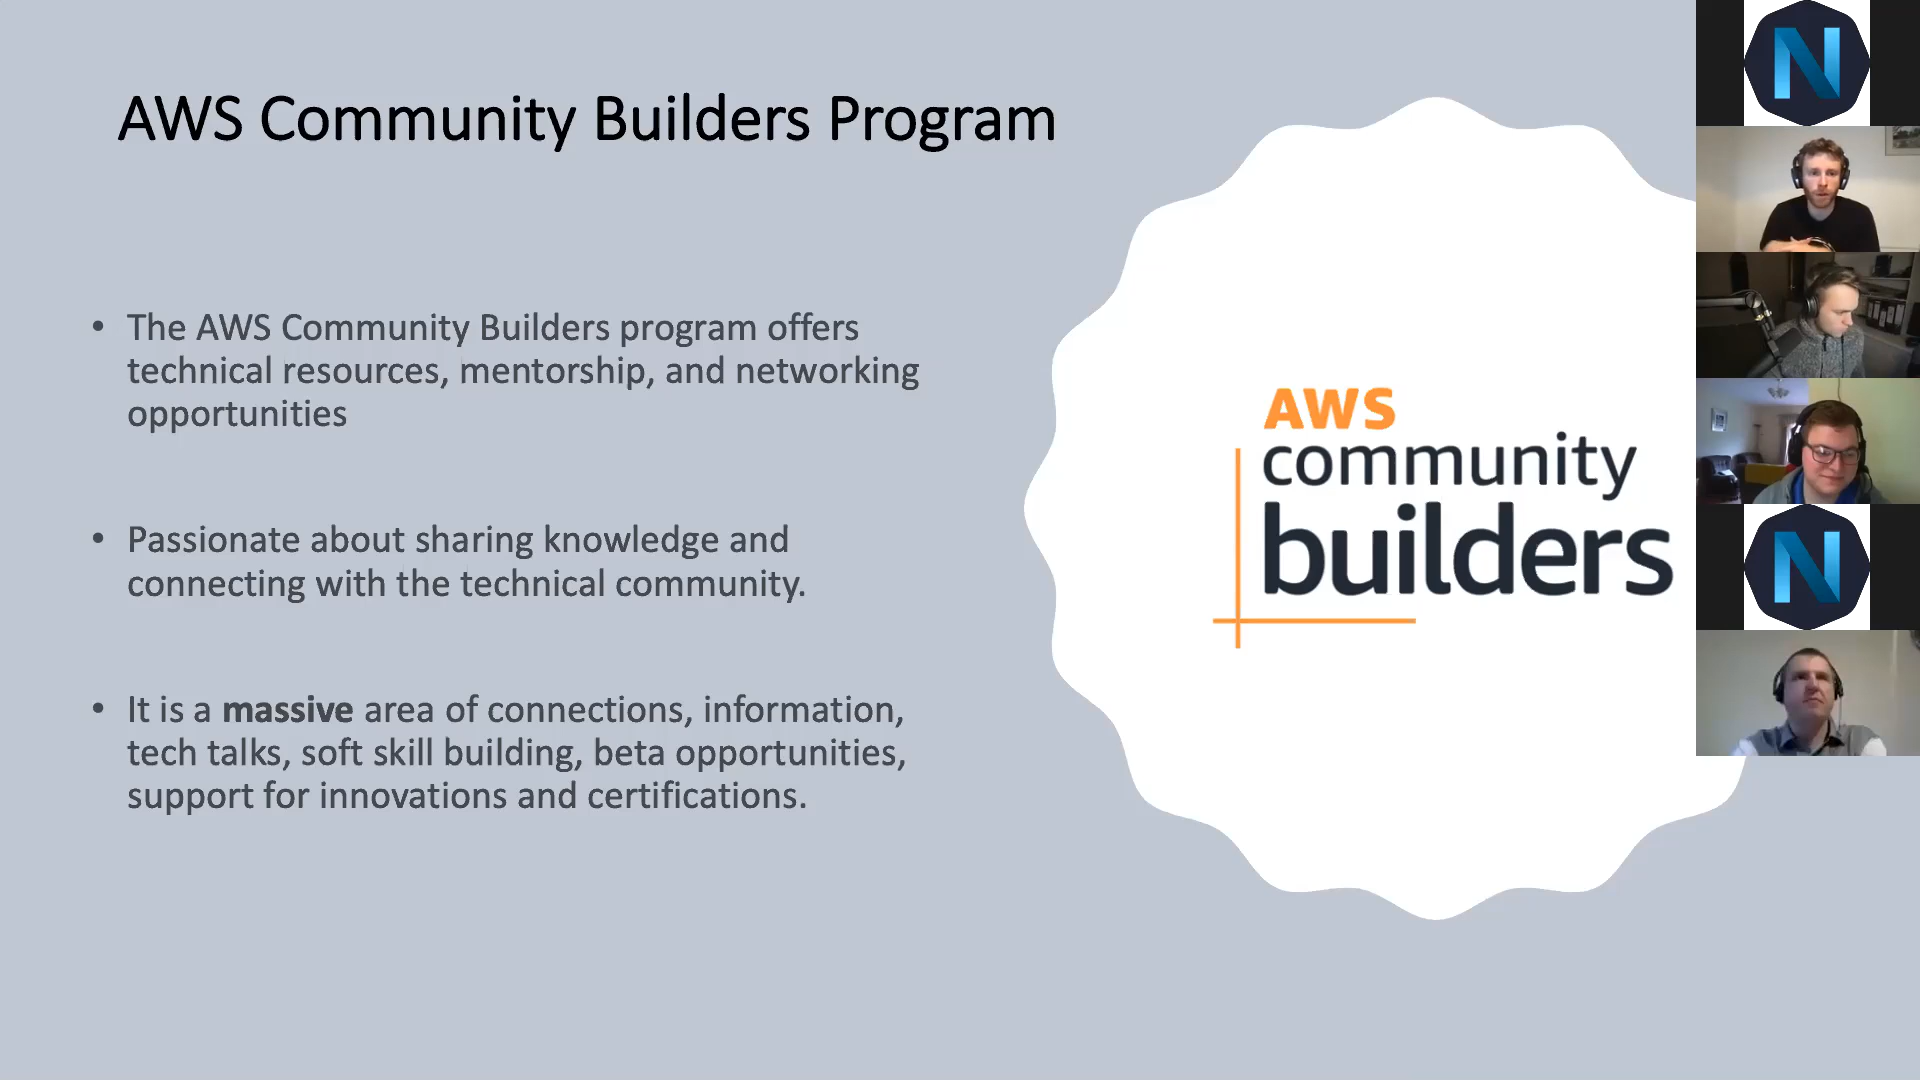 AWS Community Builders Program
• The AWS Community Builders program offers
technical resources, mentorship, and networking
opportunities
• Passionate about sharing knowledge and
connecting with the technical community.
• It is a massive area of connections, information,
tech talks, soft skill building, beta opportunities,
support for innovations and certifications.
AWS
community
builders
N
N